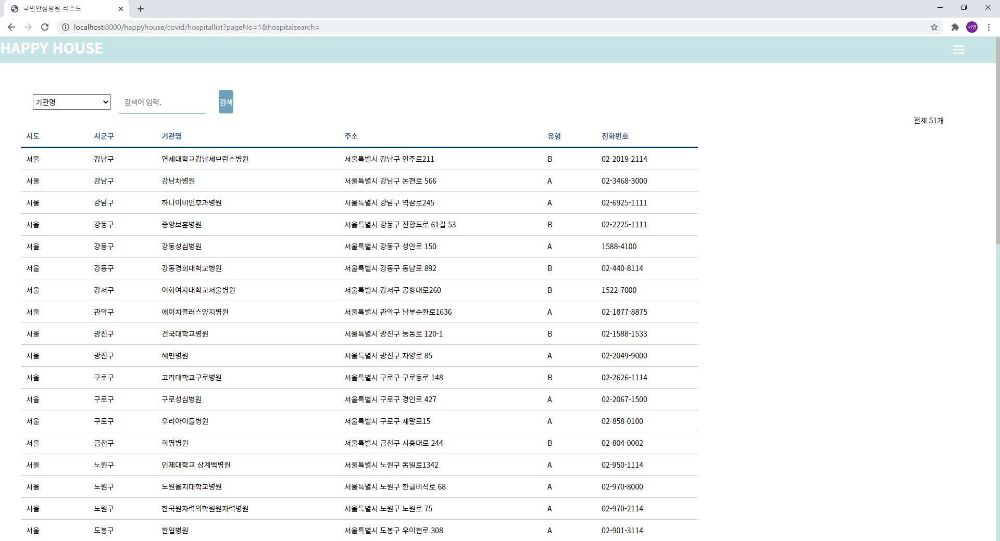 국민안심병원 리스트
localhost:8000/happyhouse/covid/hospitallist?pageNo=1&hospitalsearch=
서연
HAPPY HOUSE
기관명 검색어 입력. 검색
전체 51개
시도 시군구 기관명 주소 유형 전화번호
서울 강남구 연세대학교강남세브란스병원 서울특별시 강남구 언주로211 B 02-2019-2114
서울 강남구 강남차병원 서울특별시 강남구 논현로 566 A 02-3468-3000
서울 강남구 하나이비인후과병원 서울특별시 강남구 역삼로245 A 02-6925-1111
서울 강동구 중앙보훈병원 서울특별시 강동구 진황도로 61길 53 B 02-2225-1111
서울 강동구 강동성심병원 서울특별시 강동구 성안로 150 A 1588-4100
서울 강동구 강동경희대학교병원 서울특별시 강동구 동남로 892 B 02-440-8114
서울 강서구 이화여자대학교서울병원 서울특별시 강서구 공항대로260 B 1522-7000
서울 관악구 에이치플러스양지병원 서울특별시 관악구 남부순환로1636 A 02-1877-8875
서울 광진구 건국대학교병원 서울특별시 광진구 능동로 120-1 B 02-1588-1533
서울 광진구 혜민병원 서울특별시 광진구 자양로 85 A 02-2049-9000
서울 구로구 고려대학교구로병원 서울특별시 구로구 구로동로 148 B 02-2626-1114
서울 구로구 구로성심병원 서울특별시 구로구 경인로 427 A 02-2067-1500
서울 구로구 우리아이들병원 서울특별시 구로구 새말로15 A 02-858-0100
서울 금천구 희명병원 서울특별시 금천구 시흥대로 244 B 02-804-0002
서울 노원구 인제대학교 상계백병원 서울특별시 노원구 동일로1342 A 02-950-1114
서울 노원구 노원을지대학교병원 서울특별시 노원구 한글비석로 68 A 02-970-8000
서울 노원구 한국원자력의학원원자력병원 서울특별시 노원구 노원로 75 A 02-970-2114
서울 도봉구 한일병원 서울특별시 도봉구 우이천로 308 A 02-901-3114